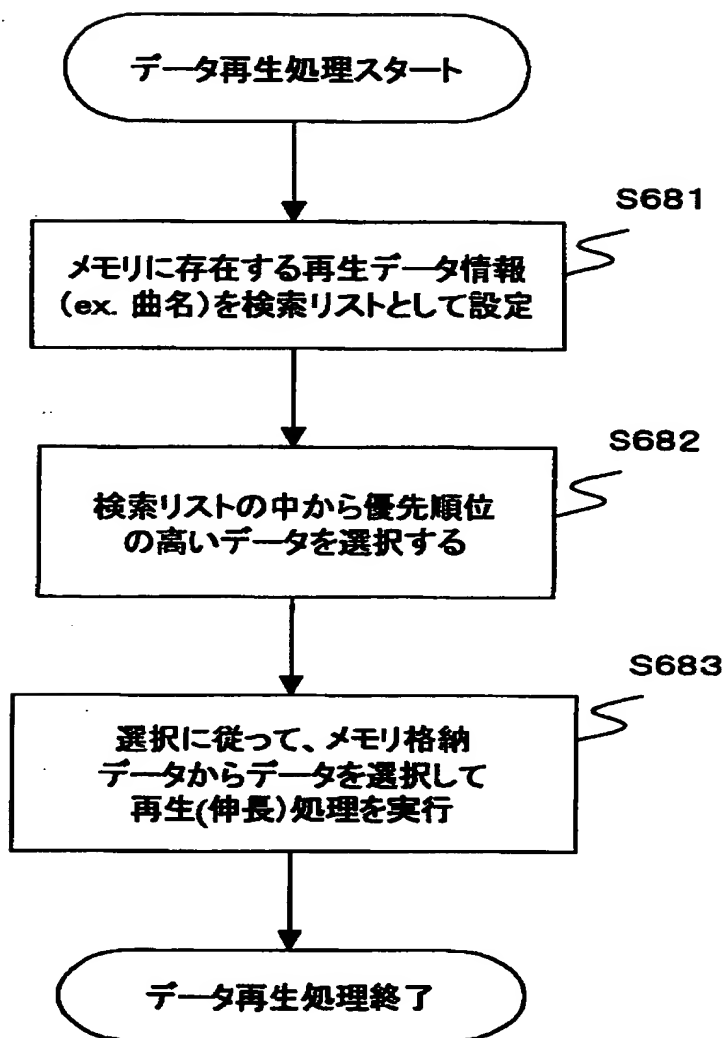 データ再生処理スタート
S681
メモリに存在する再生データ情報
(ex. 曲名)を検索リストとして設定
S682
検索リストの中から優先順位
の高いデータを選択する
S683
選択に従って、メモリ格納
データからデータを選択して
再生(伸長)処理を実行
データ再生処理終了